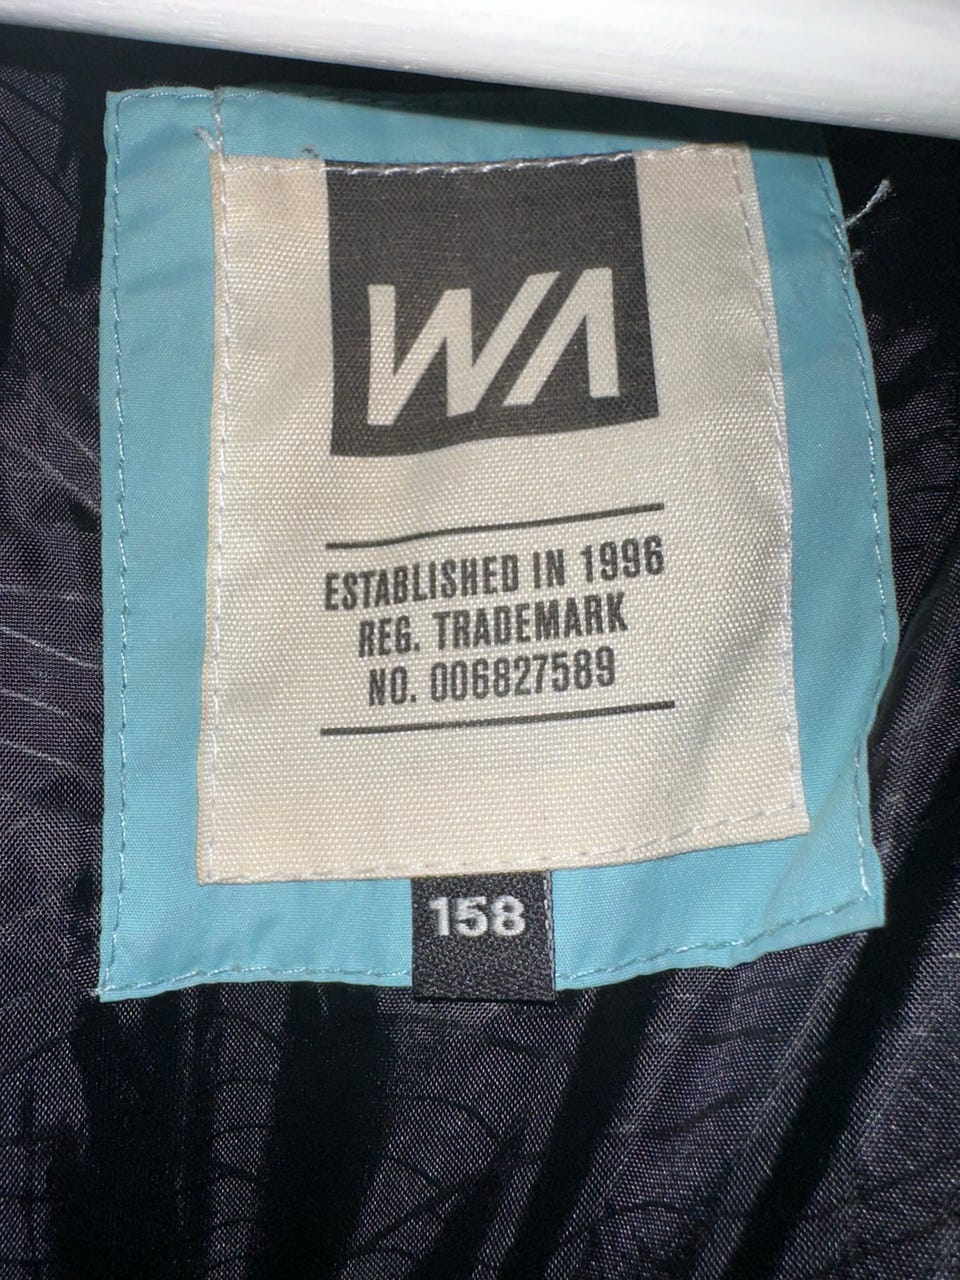 WA
ESTABLISHED IN 1996
REG. TRADEMARK
NO. 006827589
158